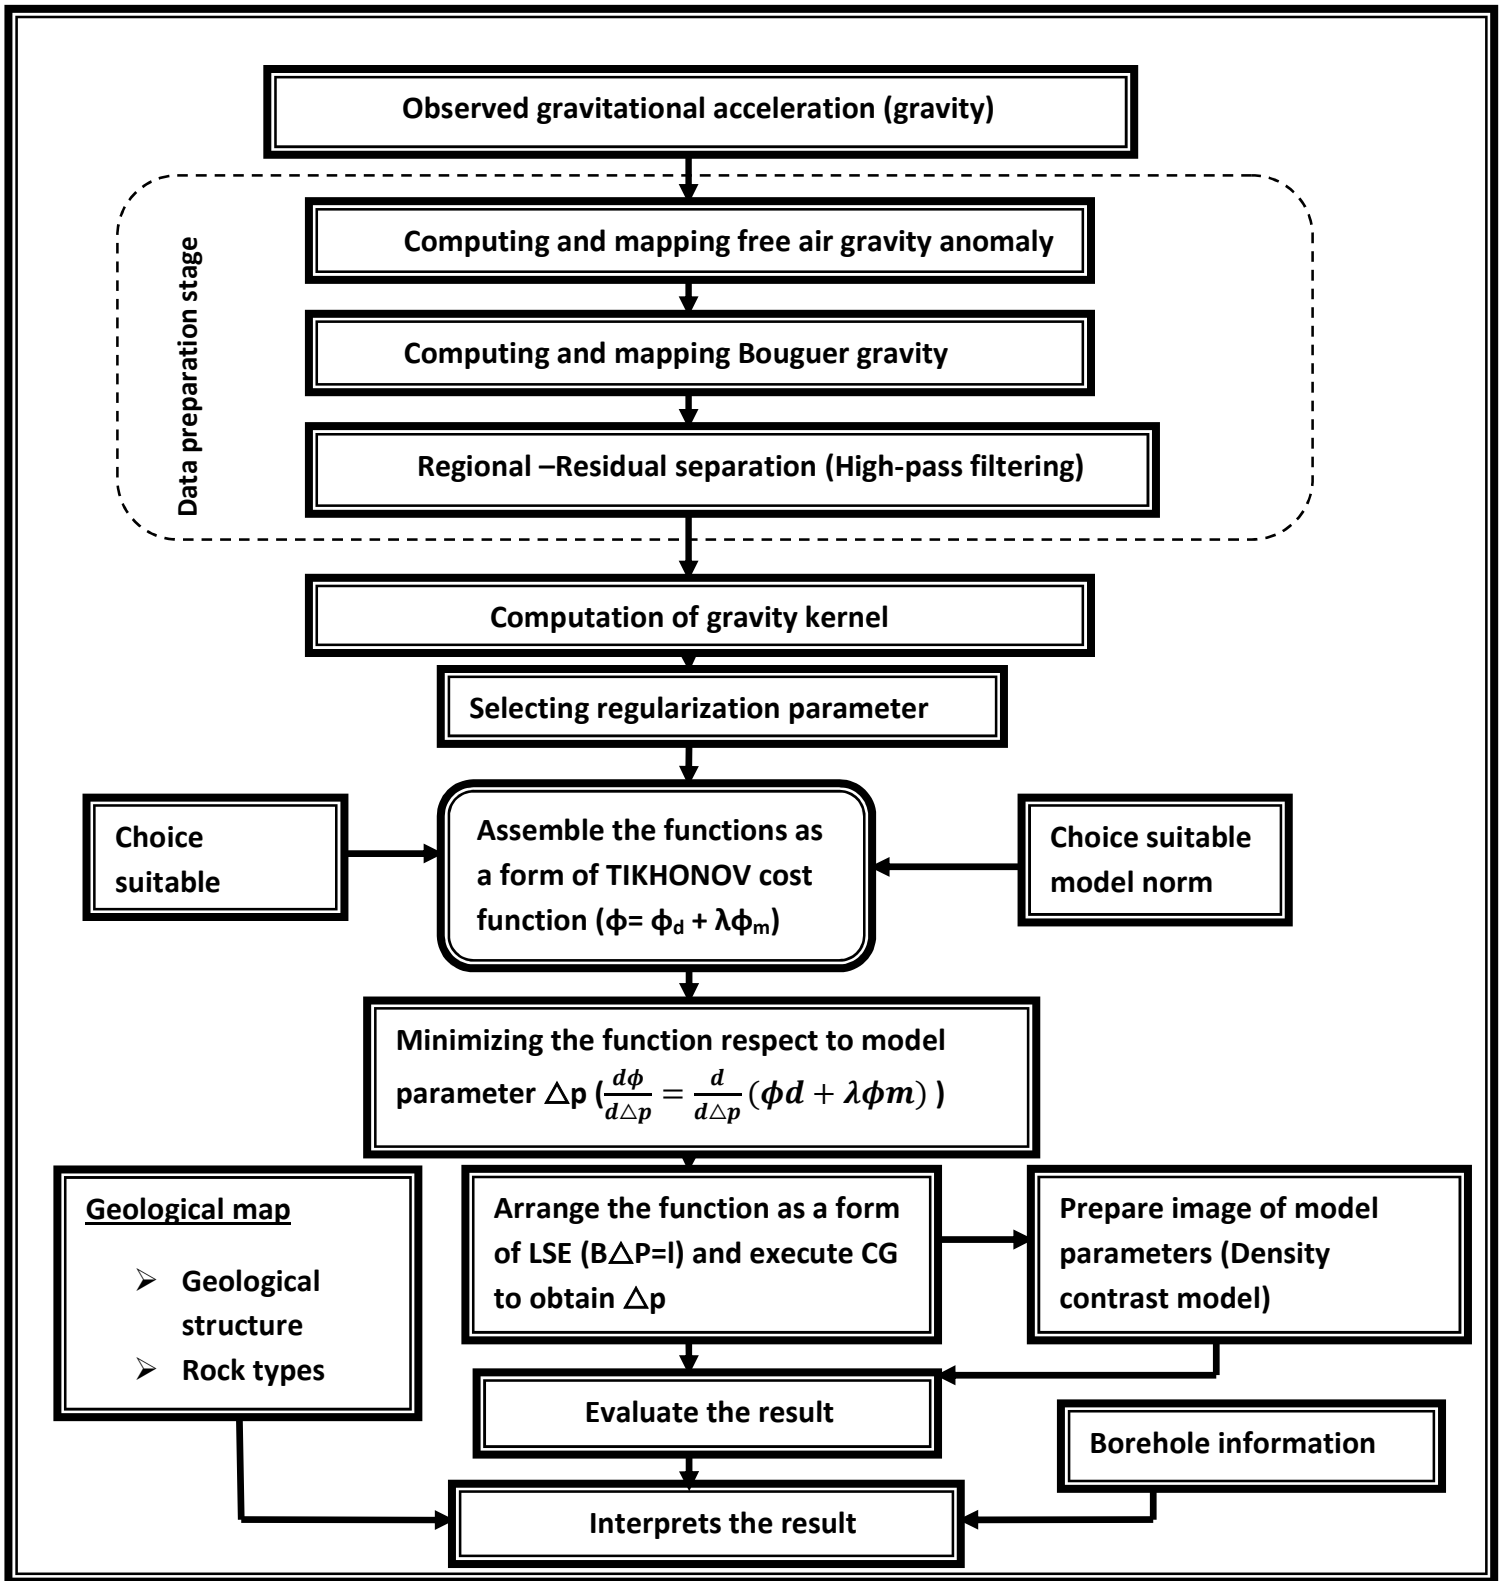 Observed gravitational acceleration (gravity)
Data preparation stage
Computing and mapping free air gravity anomaly
Computing and mapping Bouguer gravity
Regional –Residual separation (High-pass filtering)
Computation of gravity kernel
Selecting regularization parameter
Choice
suitable
Assemble the functions as
a form of TIKHONOV cost
function (ϕ= ϕd + λϕm)
Choice suitable
model norm
Minimizing the function respect to model
parameter △p (dϕ/d△p = d/d△p (ϕd + λϕm) )
Geological map
➢ Geological
structure
➢ Rock types
Arrange the function as a form
of LSE (B△P=l) and execute CG
to obtain △p
Prepare image of model
parameters (Density
contrast model)
Evaluate the result
Borehole information
Interprets the result